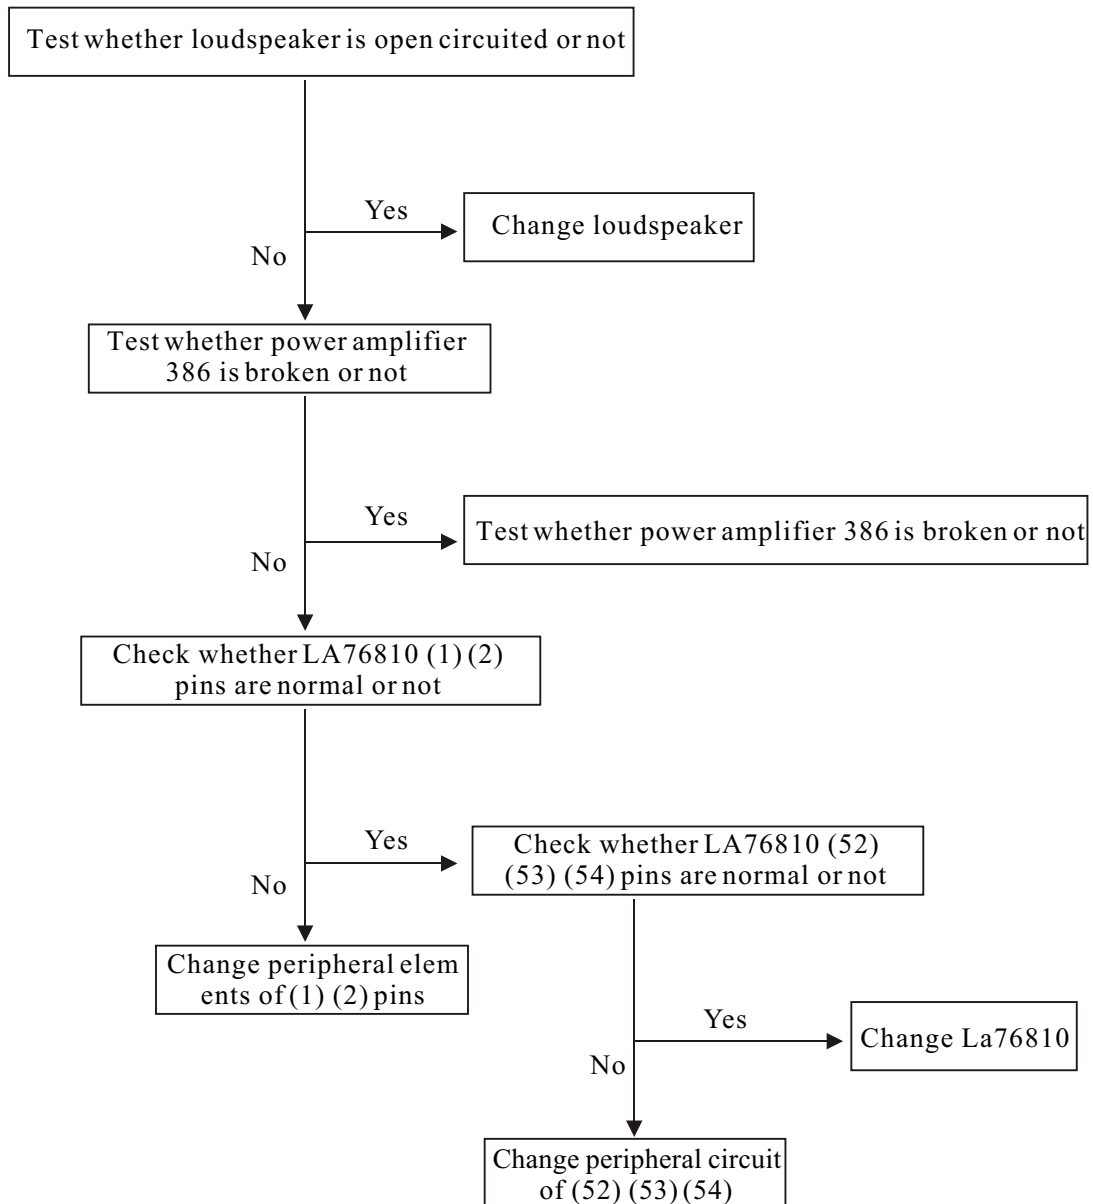 Test whether loudspeaker is open circuited or not
Yes
Change loudspeaker
No
Test whether power amplifier
386 is broken or not
Yes
Test whether power amplifier 386 is broken or not
No
Check whether LA76810 (1) (2)
pins are normal or not
Yes
Check whether LA76810 (52)
(53) (54) pins are normal or not
No
Change peripheral elem
ents of (1) (2) pins
Yes
Change La76810
No
Change peripheral circuit
of (52) (53) (54)